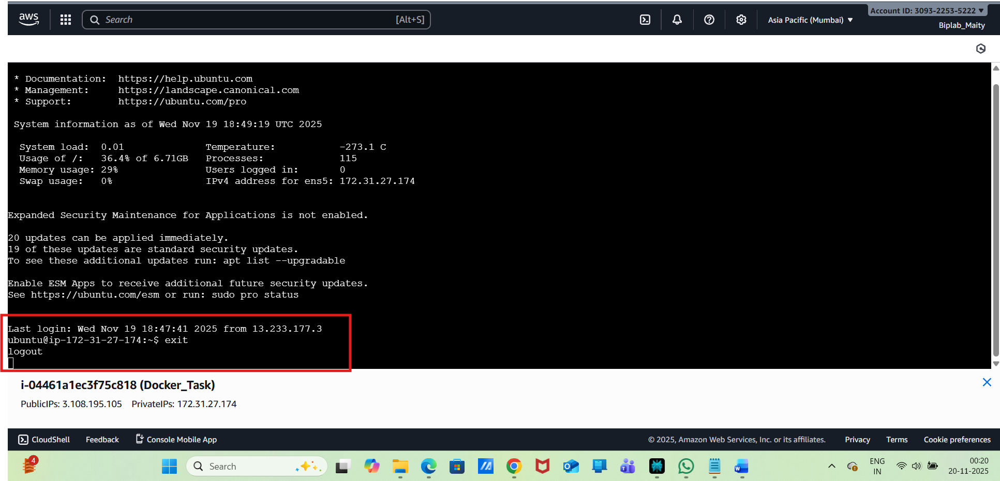 aws
Search [Alt+S]
Asia Pacific (Mumbai) ▼
Account ID: 3093-2253-5222 ▼
Biplab_Maity
* Documentation: https://help.ubuntu.com
* Management: https://landscape.canonical.com
* Support: https://ubuntu.com/pro
System information as of Wed Nov 19 18:49:19 UTC 2025
System load: 0.01 Temperature: -273.1 C
Usage of /: 36.4% of 6.71GB Processes: 115
Memory usage: 29% Users logged in: 0
Swap usage: 0% IPv4 address for ens5: 172.31.27.174
Expanded Security Maintenance for Applications is not enabled.
20 updates can be applied immediately.
19 of these updates are standard security updates.
To see these additional updates run: apt list --upgradable
Enable ESM Apps to receive additional future security updates.
See https://ubuntu.com/esm or run: sudo pro status
Last login: Wed Nov 19 18:47:41 2025 from 13.233.177.3
ubuntu@ip-172-31-27-174:~$ exit
logout
i-04461a1ec3f75c818 (Docker_Task)
PublicIPs: 3.108.195.105 PrivateIPs: 172.31.27.174
CloudShell Feedback Console Mobile App © 2025, Amazon Web Services, Inc. or its affiliates. Privacy Terms Cookie preferences
4
Search
ENG
IN
00:20
20-11-2025